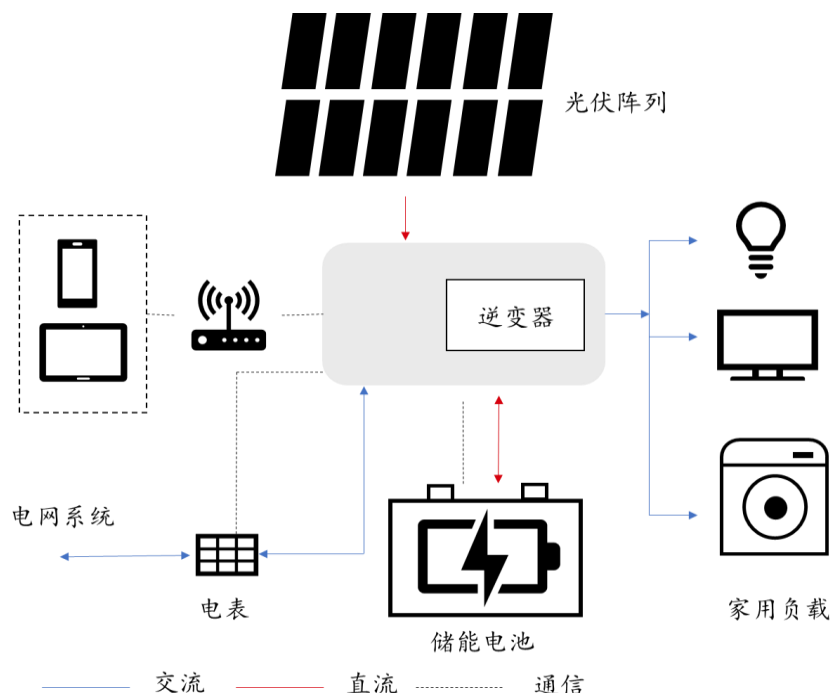 光伏阵列
逆变器
电网系统
电表
储能电池
家用负载
交流 直流 通信